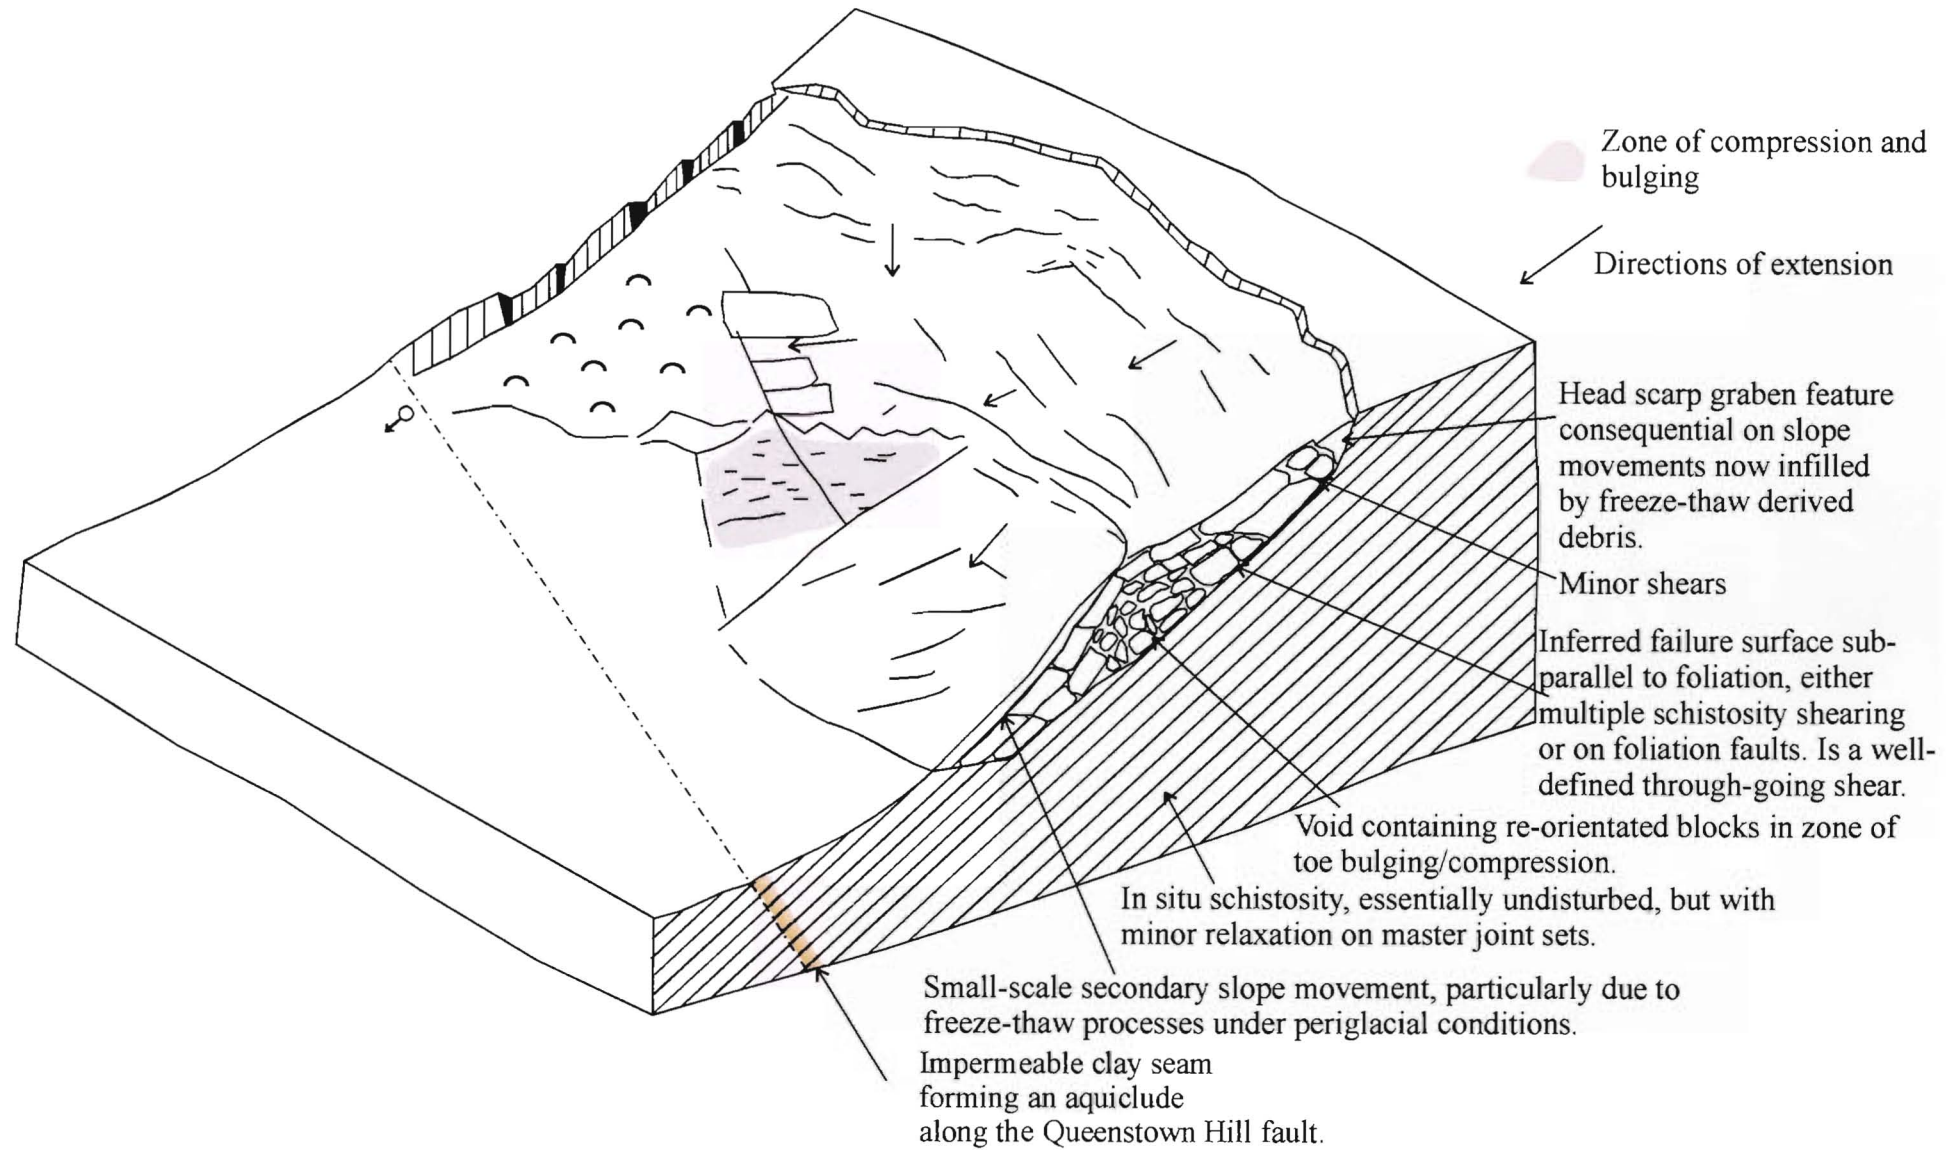 Zone of compression and
bulging
Directions of extension
Head scarp graben feature
consequential on slope
movements now infilled
by freeze-thaw derived
debris.
Minor shears
Inferred failure surface sub-
parallel to foliation, either
multiple schistosity shearing
or on foliation faults. Is a well-
defined through-going shear.
Void containing re-orientated blocks in zone of
toe bulging/compression.
In situ schistosity, essentially undisturbed, but with
minor relaxation on master joint sets.
Small-scale secondary slope movement, particularly due to
freeze-thaw processes under periglacial conditions.
Impermeable clay seam
forming an aquiclude
along the Queenstown Hill fault.